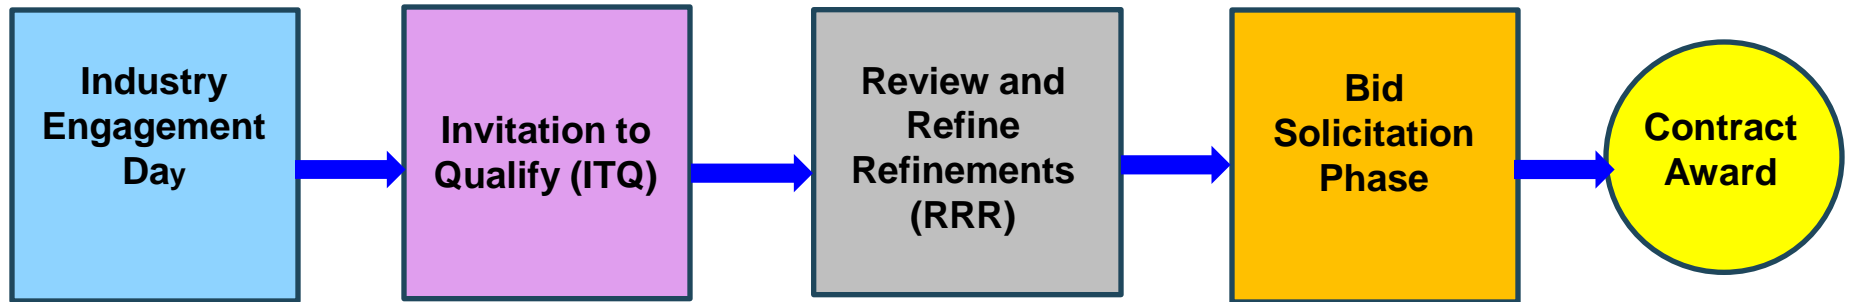 Industry
Engagement
Day
Invitation to
Qualify (ITQ)
Review and
Refine
Refinements
(RRR)
Bid
Solicitation
Phase
Contract
Award